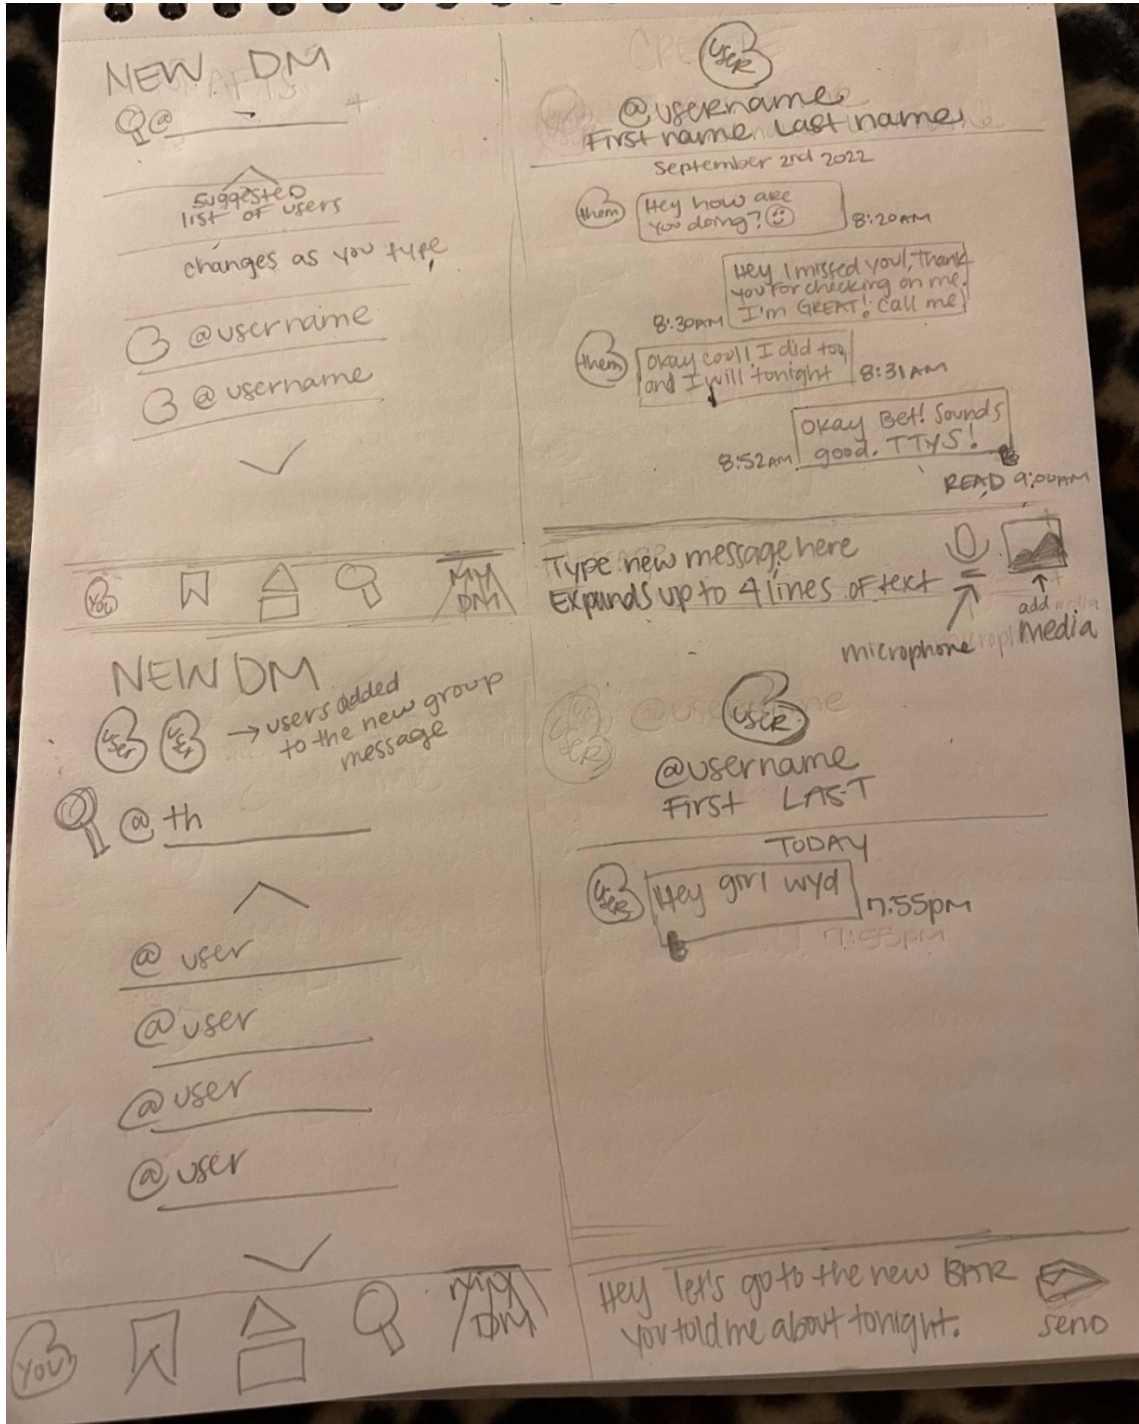 NEW DM
@
suggested
list of users
changes as you type
@username
@username
YOU
MY
DM
USER
@username
First name Last name
September 2nd 2022
them
Hey how are
you doing?
8:20AM
Hey I missed you!, Thank
you for checking on me.
I'm GREAT! Call me
8:30AM
them
Okay cool! I did too,
and I will tonight
8:31AM
Okay Bet! Sounds
good. TTYS!
8:52AM
READ 9:00AM
Type new message here
Expands up to 4 lines of text
microphone
add
media
NEW DM
USER
USER
users added
to the new group
message
@ th
@ user
@ user
@ user
@ user
YOU
MY
DM
USER
@username
First LAST
TODAY
USER
Hey girl wyd
7:55pm
Hey let's go to the new BAR
you told me about tonight.
send